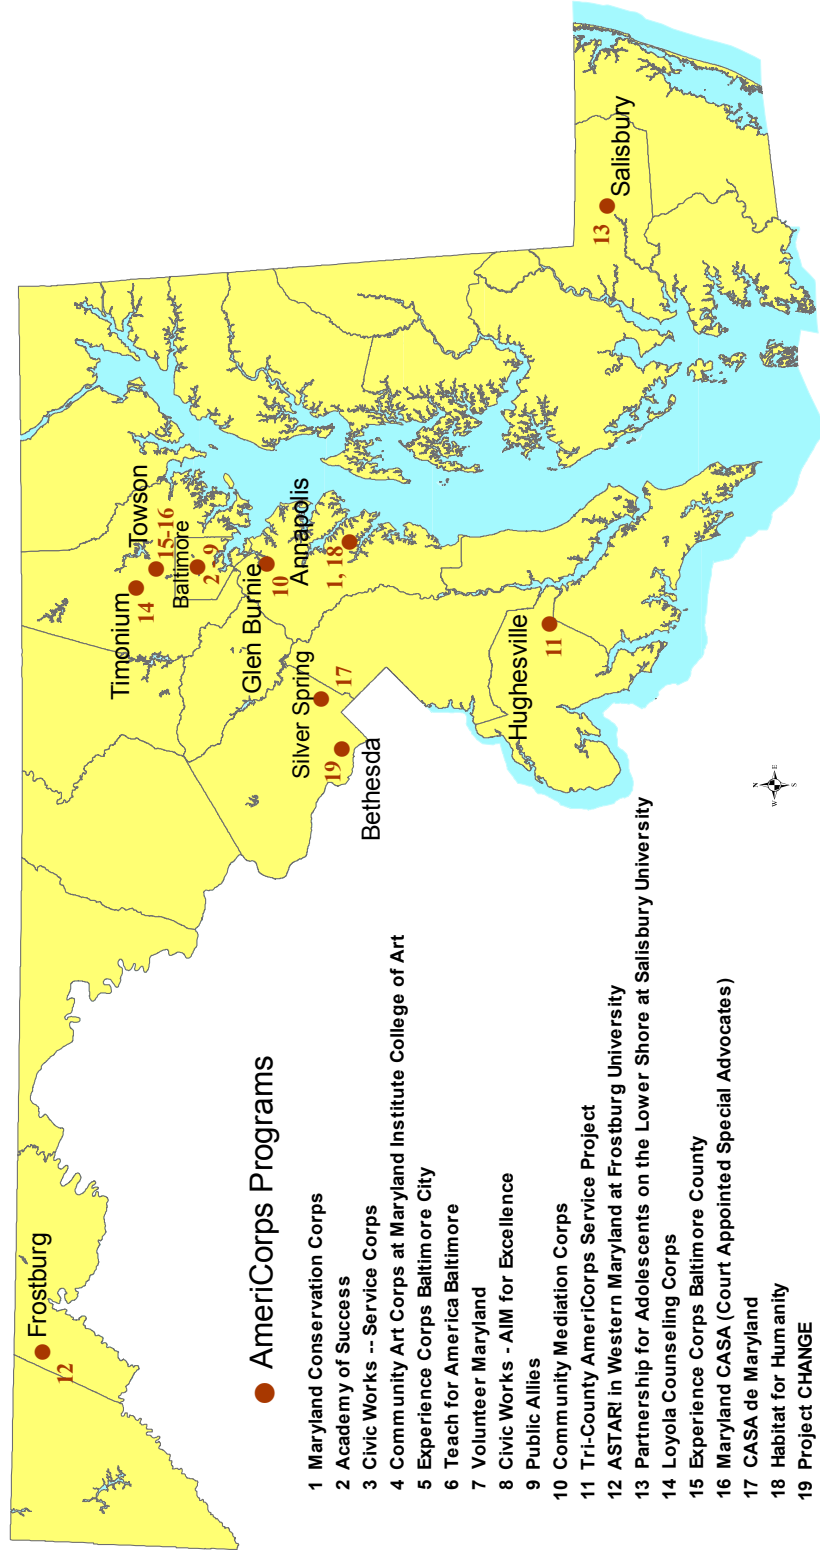 Frostburg
12
Timonium
14
Towson
15-16
Baltimore
2 - 9
Glen Burnie
10
Annapolis
1, 18
Silver Spring
17
19
Bethesda
Hughesville
11
13
Salisbury
AmeriCorps Programs
1 Maryland Conservation Corps
2 Academy of Success
3 Civic Works -- Service Corps
4 Community Art Corps at Maryland Institute College of Art
5 Experience Corps Baltimore City
6 Teach for America Baltimore
7 Volunteer Maryland
8 Civic Works - AIM for Excellence
9 Public Allies
10 Community Mediation Corps
11 Tri-County AmeriCorps Service Project
12 ASTARI in Western Maryland at Frostburg University
13 Partnership for Adolescents on the Lower Shore at Salisbury University
14 Loyola Counseling Corps
15 Experience Corps Baltimore County
16 Maryland CASA (Court Appointed Special Advocates)
17 CASA de Maryland
18 Habitat for Humanity
19 Project CHANGE
N
W
E
S